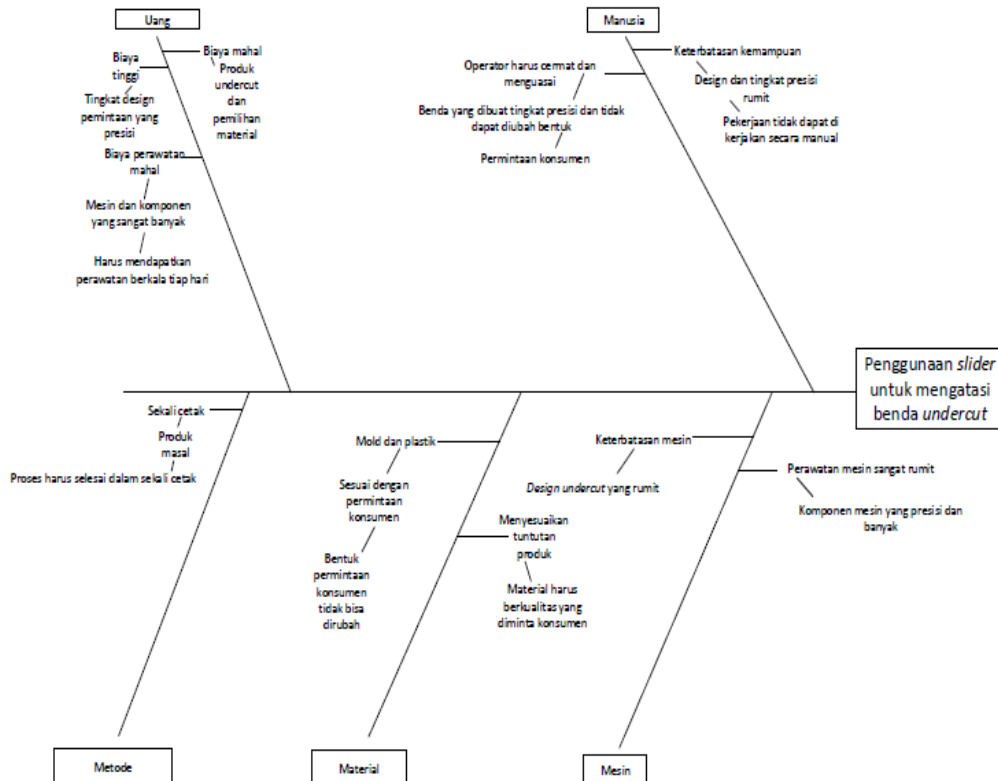 Uang
Biaya mahal
Produk
undercut
dan
pemilihan
material
Biaya
tinggi
Tingkat design
pemintaan yang
presisi
Biaya perawatan
mahal
Mesin dan komponen
yang sangat banyak
Harus mendapatkan
perawatan berkala tiap hari
Manusia
Keterbatasan kemampuan
Design dan tingkat presisi
rumit
Pekerjaan tidak dapat di
kerjakan secara manual
Operator harus cermat dan
menguasai
Benda yang dibuat tingkat presisi dan tidak
dapat diubah bentuk
Permintaan konsumen
Penggunaan slider
untuk mengatasi
benda undercut
Sekali cetak
Produk
masal
Proses harus selesai dalam sekali cetak
Metode
Mold dan plastik
Sesuai dengan
permintaan
konsumen
Bentuk
permintaan
konsumen
tidak bisa
dirubah
Menyesuaikan
tuntutan
produk
Material harus
berkualitas yang
diminta konsumen
Material
Keterbatasan mesin
Design undercut yang rumit
Perawatan mesin sangat rumit
Komponen mesin yang presisi dan
banyak
Mesin